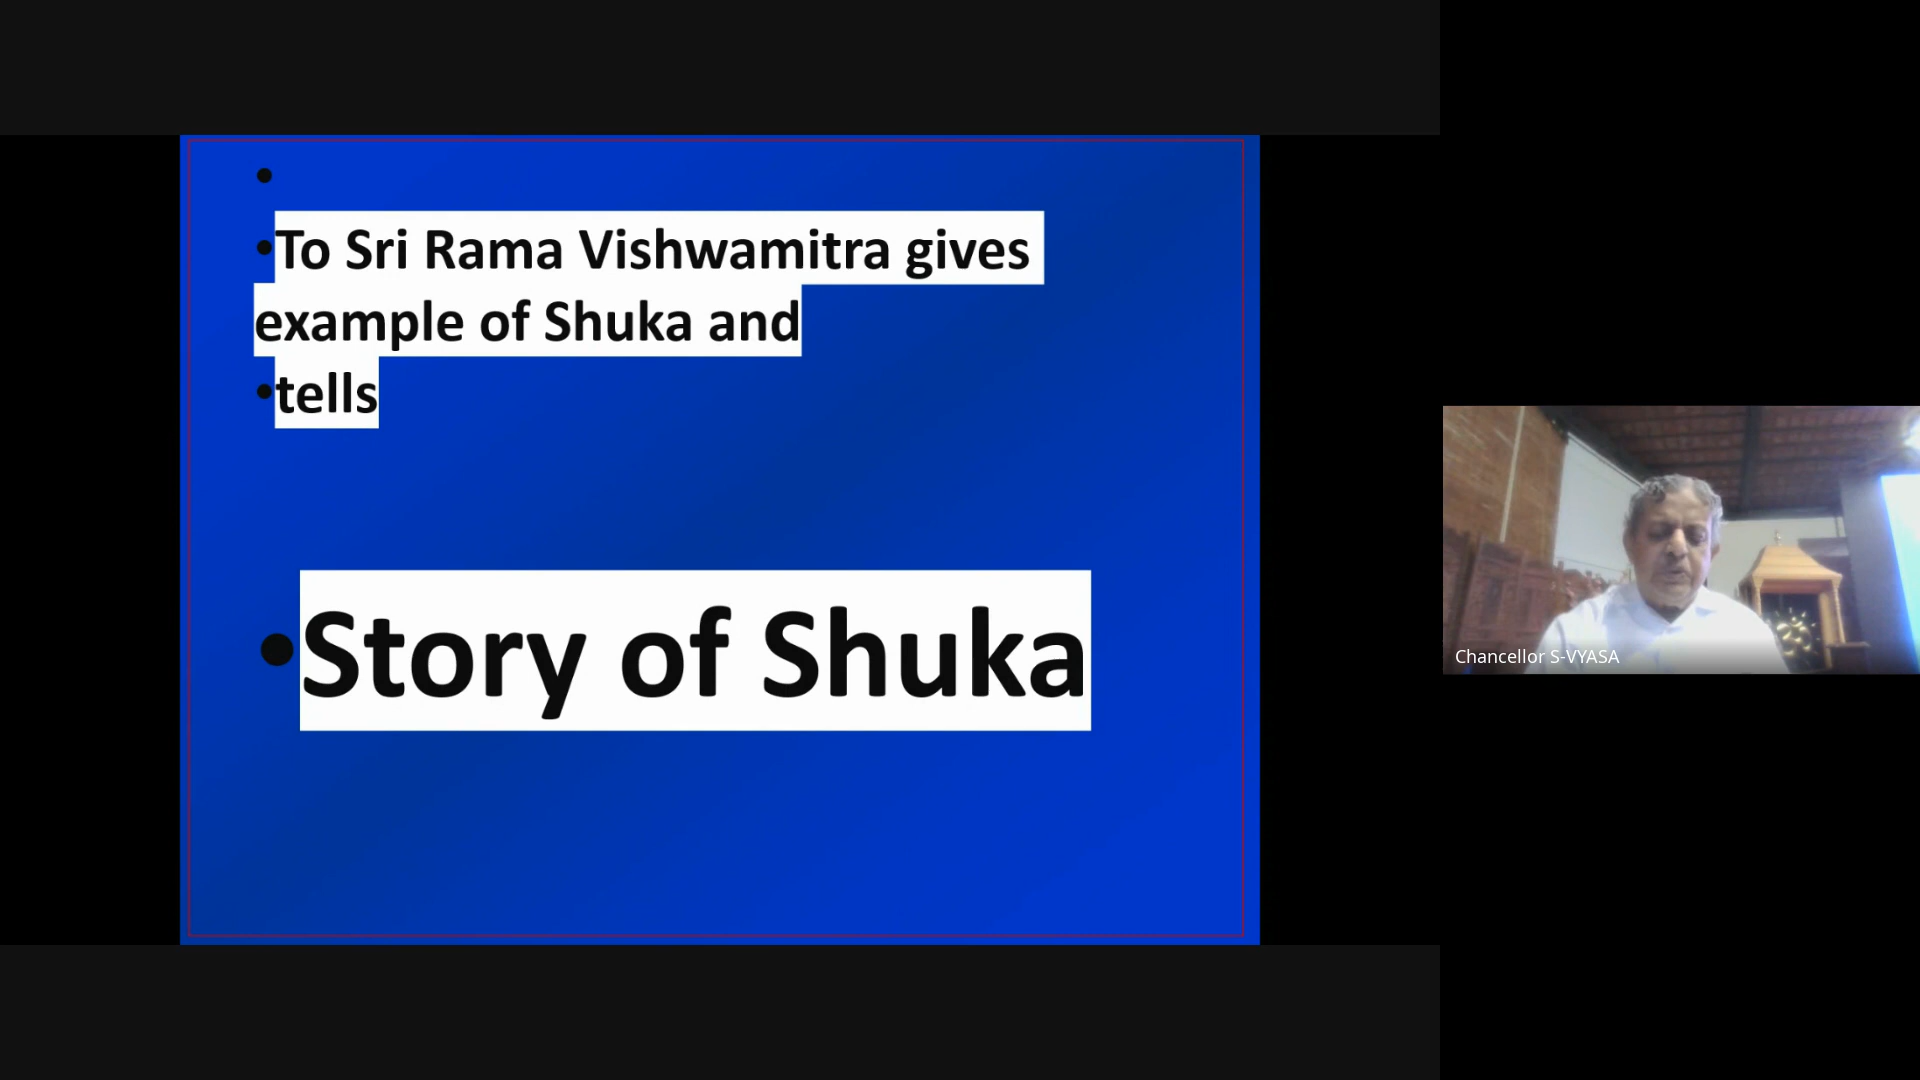 •
•To Sri Rama Vishwamitra gives
example of Shuka and
•tells
•Story of Shuka
Chancellor S-VYASA